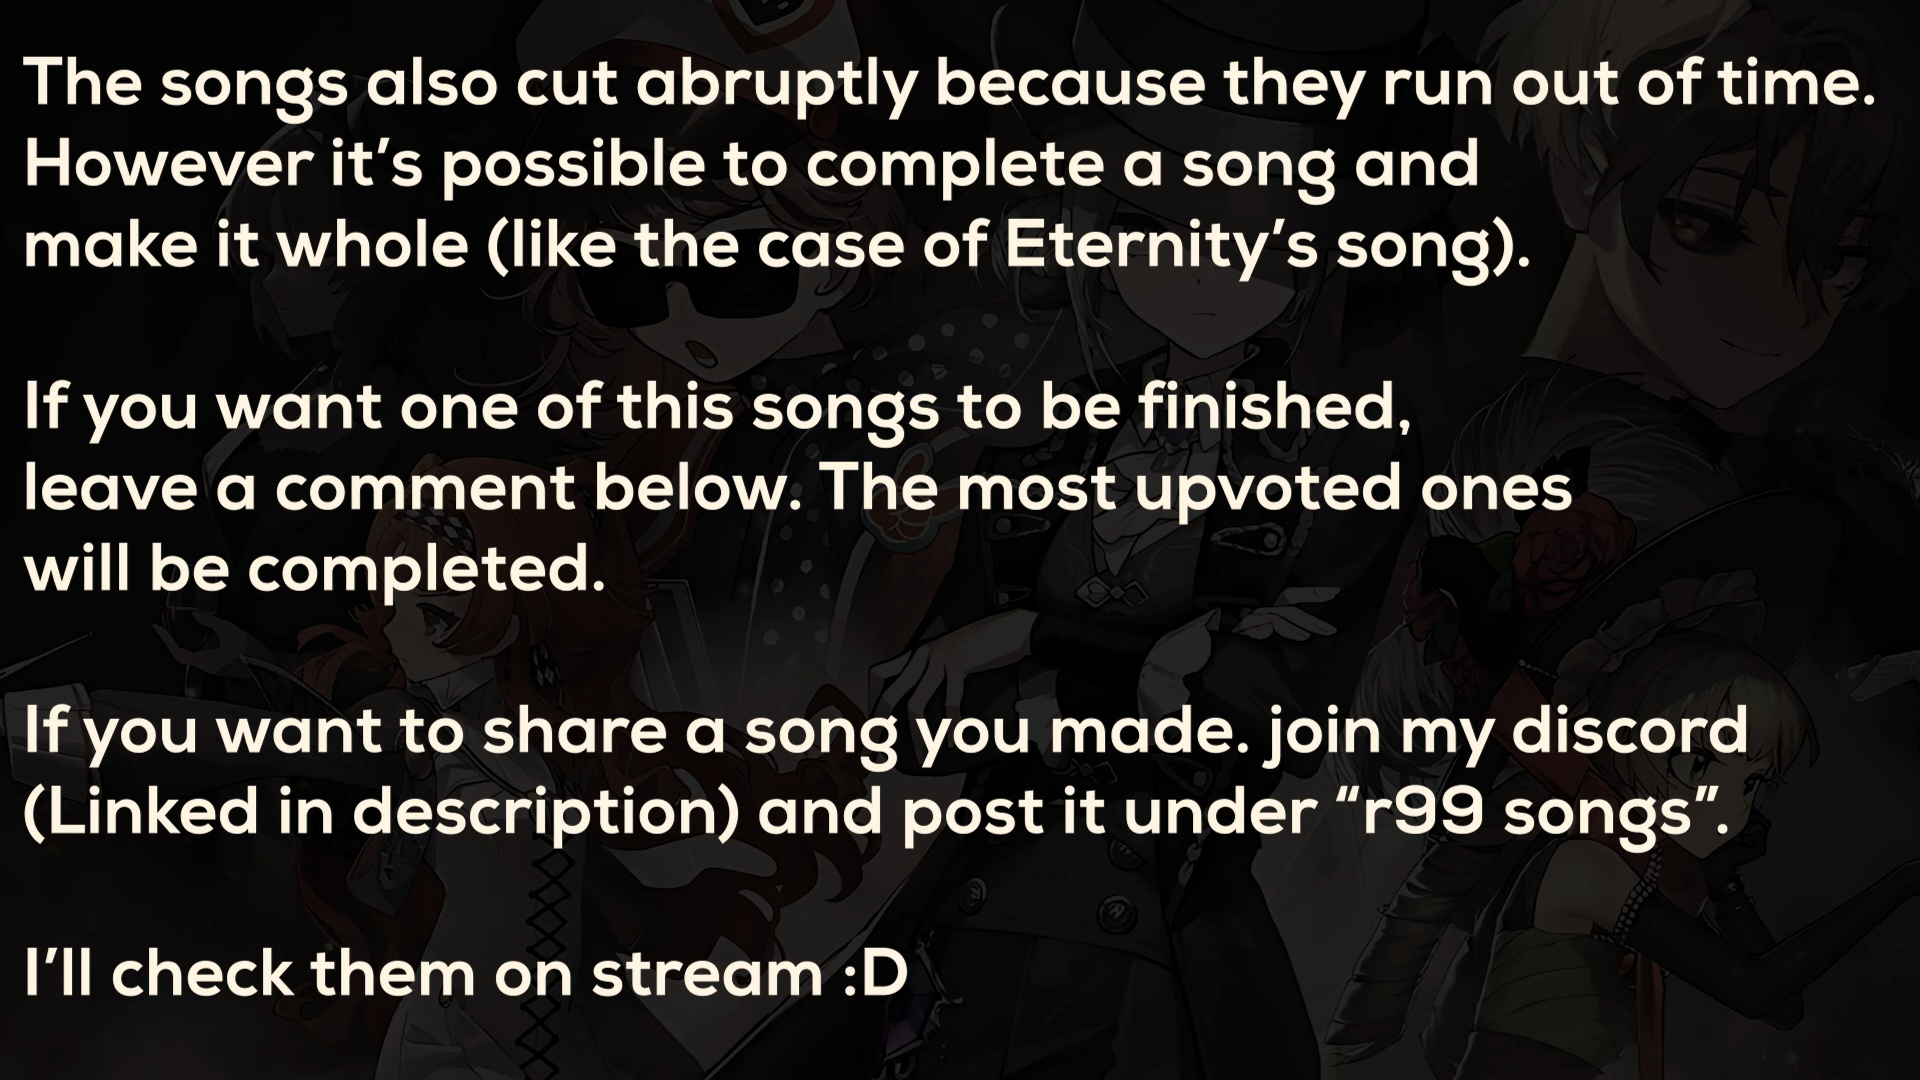 The songs also cut abruptly because they run out of time.
However it’s possible to complete a song and
make it whole (like the case of Eternity’s song).
If you want one of this songs to be finished,
leave a comment below. The most upvoted ones
will be completed.
If you want to share a song you made. join my discord
(Linked in description) and post it under “r99 songs”.
I’ll check them on stream :D